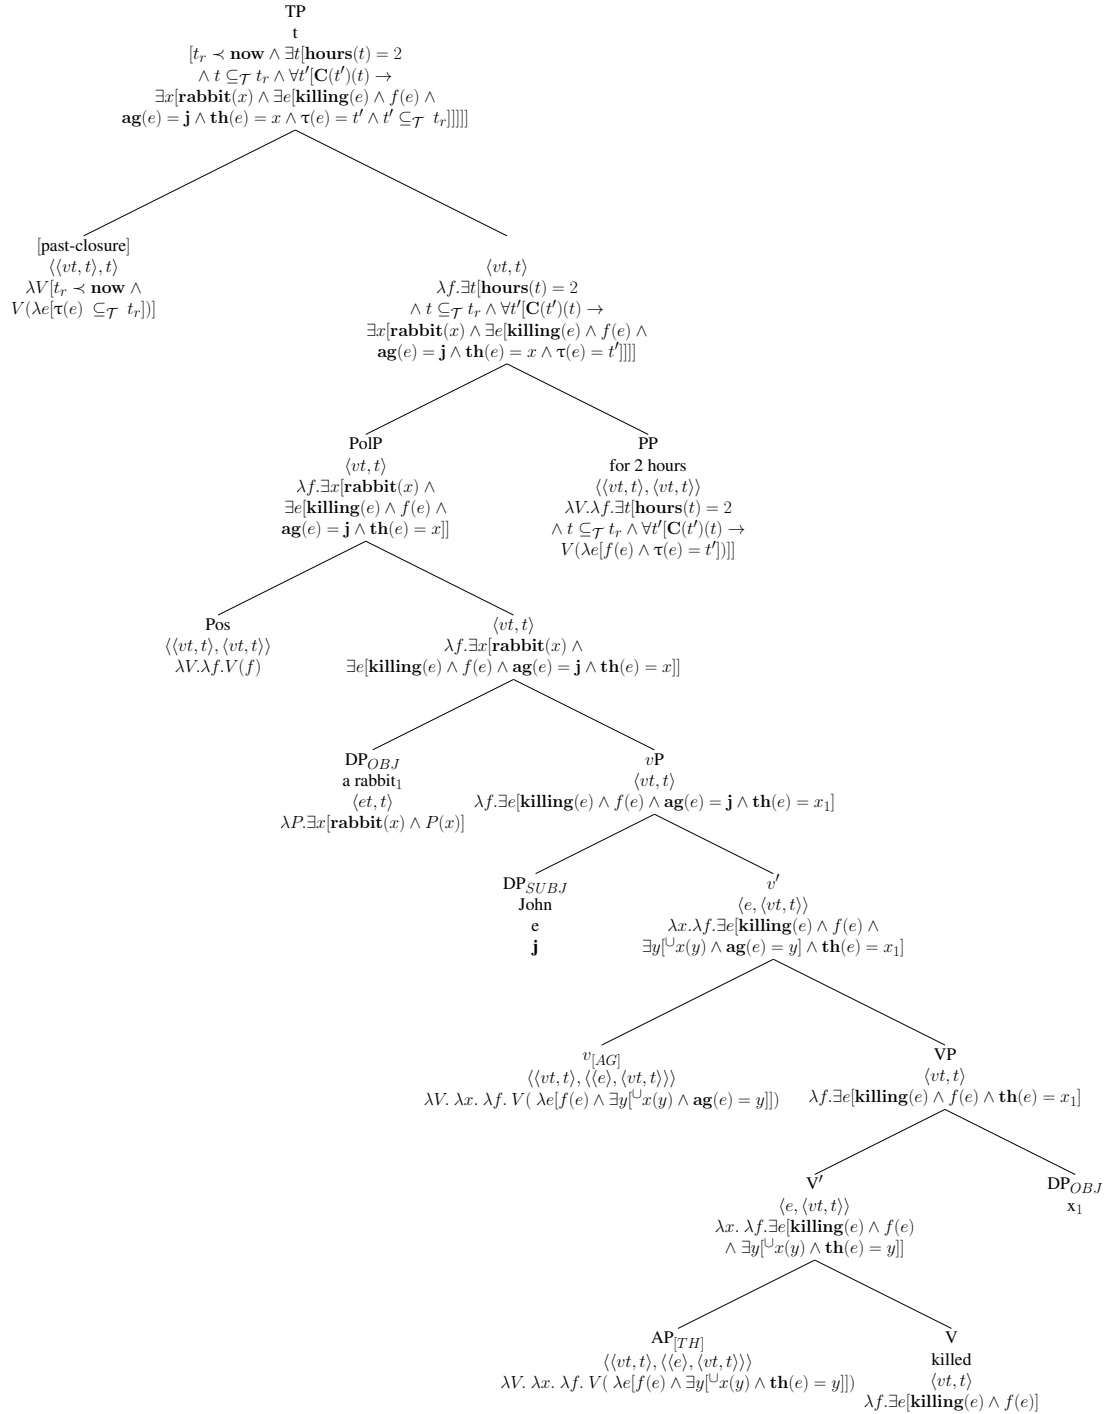 TP
t
[t_r ≺ now ∧ ∃t[hours(t) = 2
∧ t ⊆_𝒯 t_r ∧ ∀t′[C(t′)(t) →
∃x[rabbit(x) ∧ ∃e[killing(e) ∧ f(e) ∧
ag(e) = j ∧ th(e) = x ∧ τ(e) = t′ ∧ t′ ⊆_𝒯 t_r]]]]]
[past-closure]
⟨⟨vt, t⟩, t⟩
λV[t_r ≺ now ∧
V(λe[τ(e) ⊆_𝒯 t_r])]
⟨vt, t⟩
λf.∃t[hours(t) = 2
∧ t ⊆_𝒯 t_r ∧ ∀t′[C(t′)(t) →
∃x[rabbit(x) ∧ ∃e[killing(e) ∧ f(e) ∧
ag(e) = j ∧ th(e) = x ∧ τ(e) = t′]]]]
PolP
⟨vt, t⟩
λf.∃x[rabbit(x) ∧
∃e[killing(e) ∧ f(e) ∧
ag(e) = j ∧ th(e) = x]]
PP
for 2 hours
⟨⟨vt, t⟩, ⟨vt, t⟩⟩
λV.λf.∃t[hours(t) = 2
∧ t ⊆_𝒯 t_r ∧ ∀t′[C(t′)(t) →
V(λe[f(e) ∧ τ(e) = t′])]]
Pos
⟨⟨vt, t⟩, ⟨vt, t⟩⟩
λV.λf.V(f)
⟨vt, t⟩
λf.∃x[rabbit(x) ∧
∃e[killing(e) ∧ f(e) ∧ ag(e) = j ∧ th(e) = x]]
DP_OBJ
a rabbit₁
⟨et, t⟩
λP.∃x[rabbit(x) ∧ P(x)]
vP
⟨vt, t⟩
λf.∃e[killing(e) ∧ f(e) ∧ ag(e) = j ∧ th(e) = x₁]
DP_SUBJ
John
e
j
v′
⟨e, ⟨vt, t⟩⟩
λx.λf.∃e[killing(e) ∧ f(e) ∧
∃y[∪x(y) ∧ ag(e) = y] ∧ th(e) = x₁]
v_[AG]
⟨⟨vt, t⟩, ⟨⟨e⟩, ⟨vt, t⟩⟩⟩
λV. λx. λf. V( λe[f(e) ∧ ∃y[∪x(y) ∧ ag(e) = y]])
VP
⟨vt, t⟩
λf.∃e[killing(e) ∧ f(e) ∧ th(e) = x₁]
V′
⟨e, ⟨vt, t⟩⟩
λx. λf.∃e[killing(e) ∧ f(e)
∧ ∃y[∪x(y) ∧ th(e) = y]]
DP_OBJ
x₁
AP_[TH]
⟨⟨vt, t⟩, ⟨⟨e⟩, ⟨vt, t⟩⟩⟩
λV. λx. λf. V( λe[f(e) ∧ ∃y[∪x(y) ∧ th(e) = y]])
V
killed
⟨vt, t⟩
λf.∃e[killing(e) ∧ f(e)]